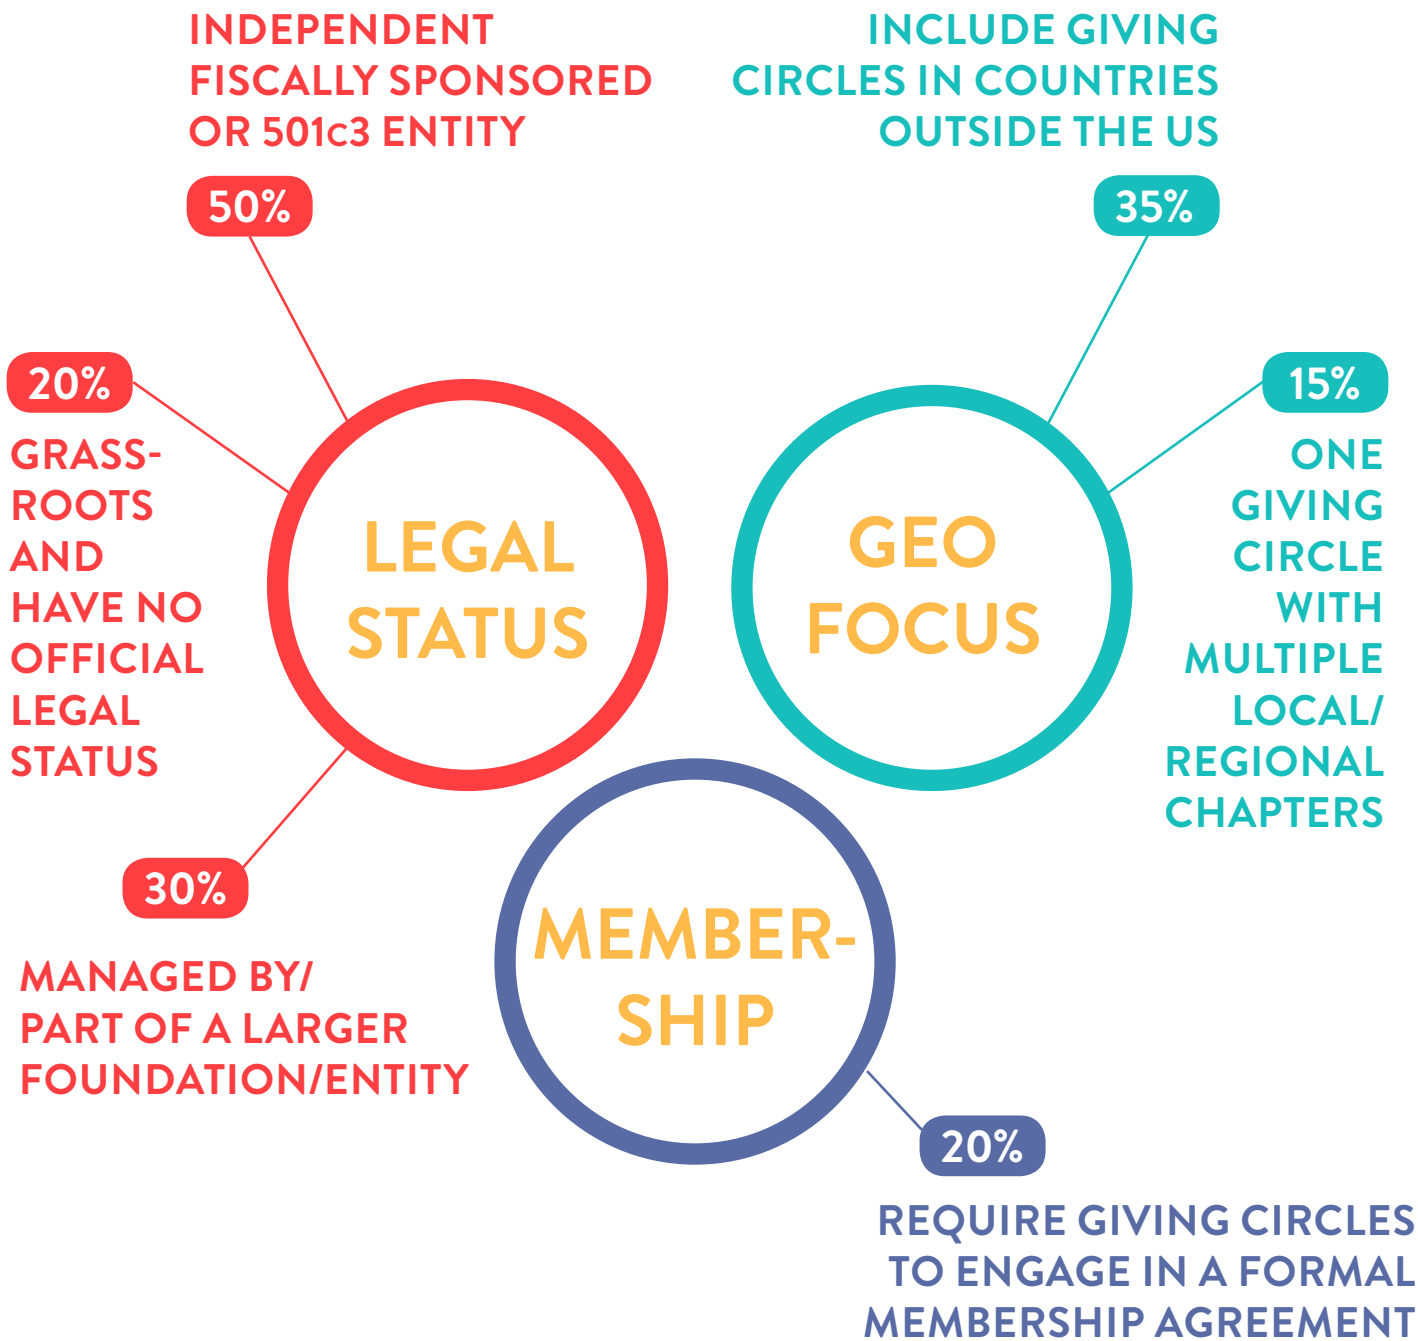 INDEPENDENT
FISCALLY SPONSORED
OR 501c3 ENTITY
50%
20%
GRASS-
ROOTS
AND
HAVE NO
OFFICIAL
LEGAL
STATUS
LEGAL
STATUS
30%
MANAGED BY/
PART OF A LARGER
FOUNDATION/ENTITY
INCLUDE GIVING
CIRCLES IN COUNTRIES
OUTSIDE THE US
35%
15%
ONE
GIVING
CIRCLE
WITH
MULTIPLE
LOCAL/
REGIONAL
CHAPTERS
GEO
FOCUS
MEMBER-
SHIP
20%
REQUIRE GIVING CIRCLES
TO ENGAGE IN A FORMAL
MEMBERSHIP AGREEMENT